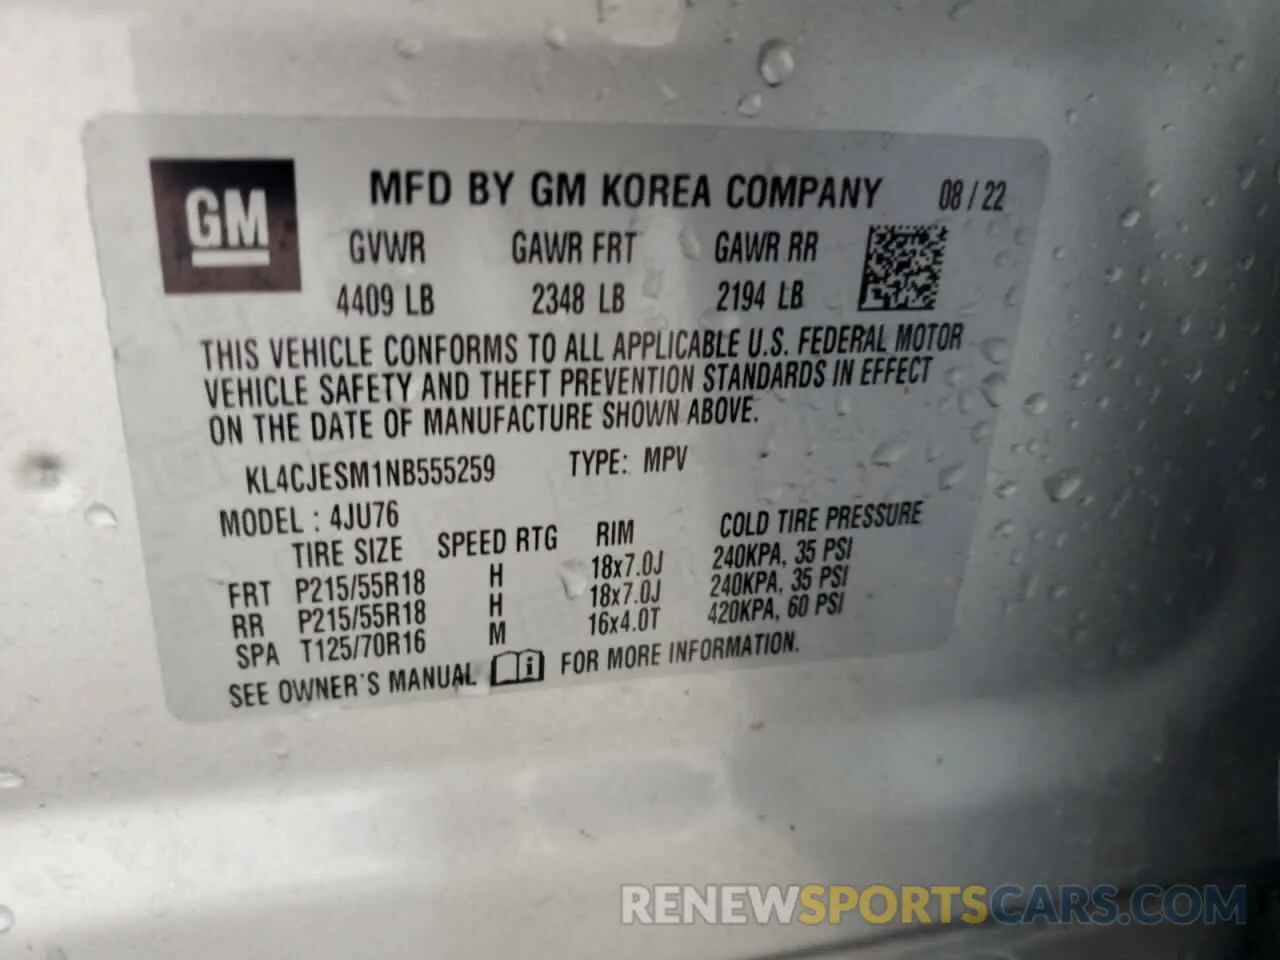 GM
MFD BY GM KOREA COMPANY 08 / 22
GVWR GAWR FRT GAWR RR
4409 LB 2348 LB 2194 LB
THIS VEHICLE CONFORMS TO ALL APPLICABLE U.S. FEDERAL MOTOR
VEHICLE SAFETY AND THEFT PREVENTION STANDARDS IN EFFECT
ON THE DATE OF MANUFACTURE SHOWN ABOVE.
KL4CJESM1NB555259 TYPE: MPV
MODEL : 4JU76
TIRE SIZE SPEED RTG RIM COLD TIRE PRESSURE
FRT P215/55R18 H 18x7.0J 240KPA, 35 PSI
RR P215/55R18 H 18x7.0J 240KPA, 35 PSI
SPA T125/70R16 M 16x4.0T 420KPA, 60 PSI
SEE OWNER'S MANUAL FOR MORE INFORMATION.
RENEWSPORTSCARS.COM